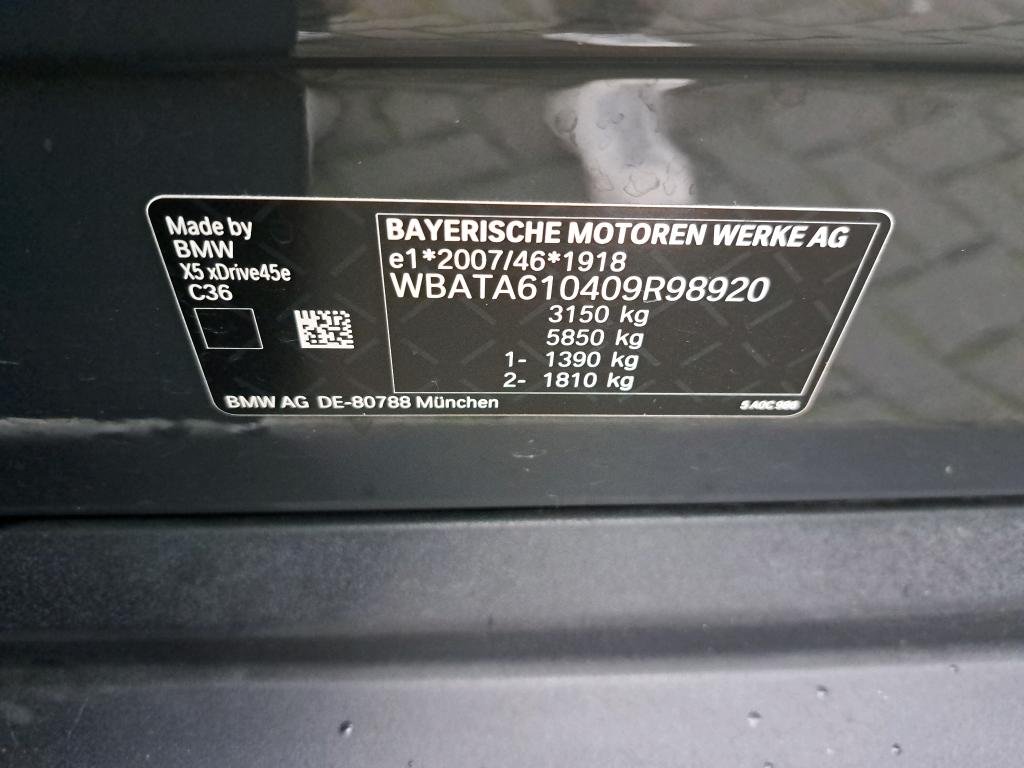 Made by
BMW
X5 xDrive45e
C36
BAYERISCHE MOTOREN WERKE AG
e1*2007/46*1918
WBATA610409R98920
3150 kg
5850 kg
1- 1390 kg
2- 1810 kg
BMW AG DE-80788 München